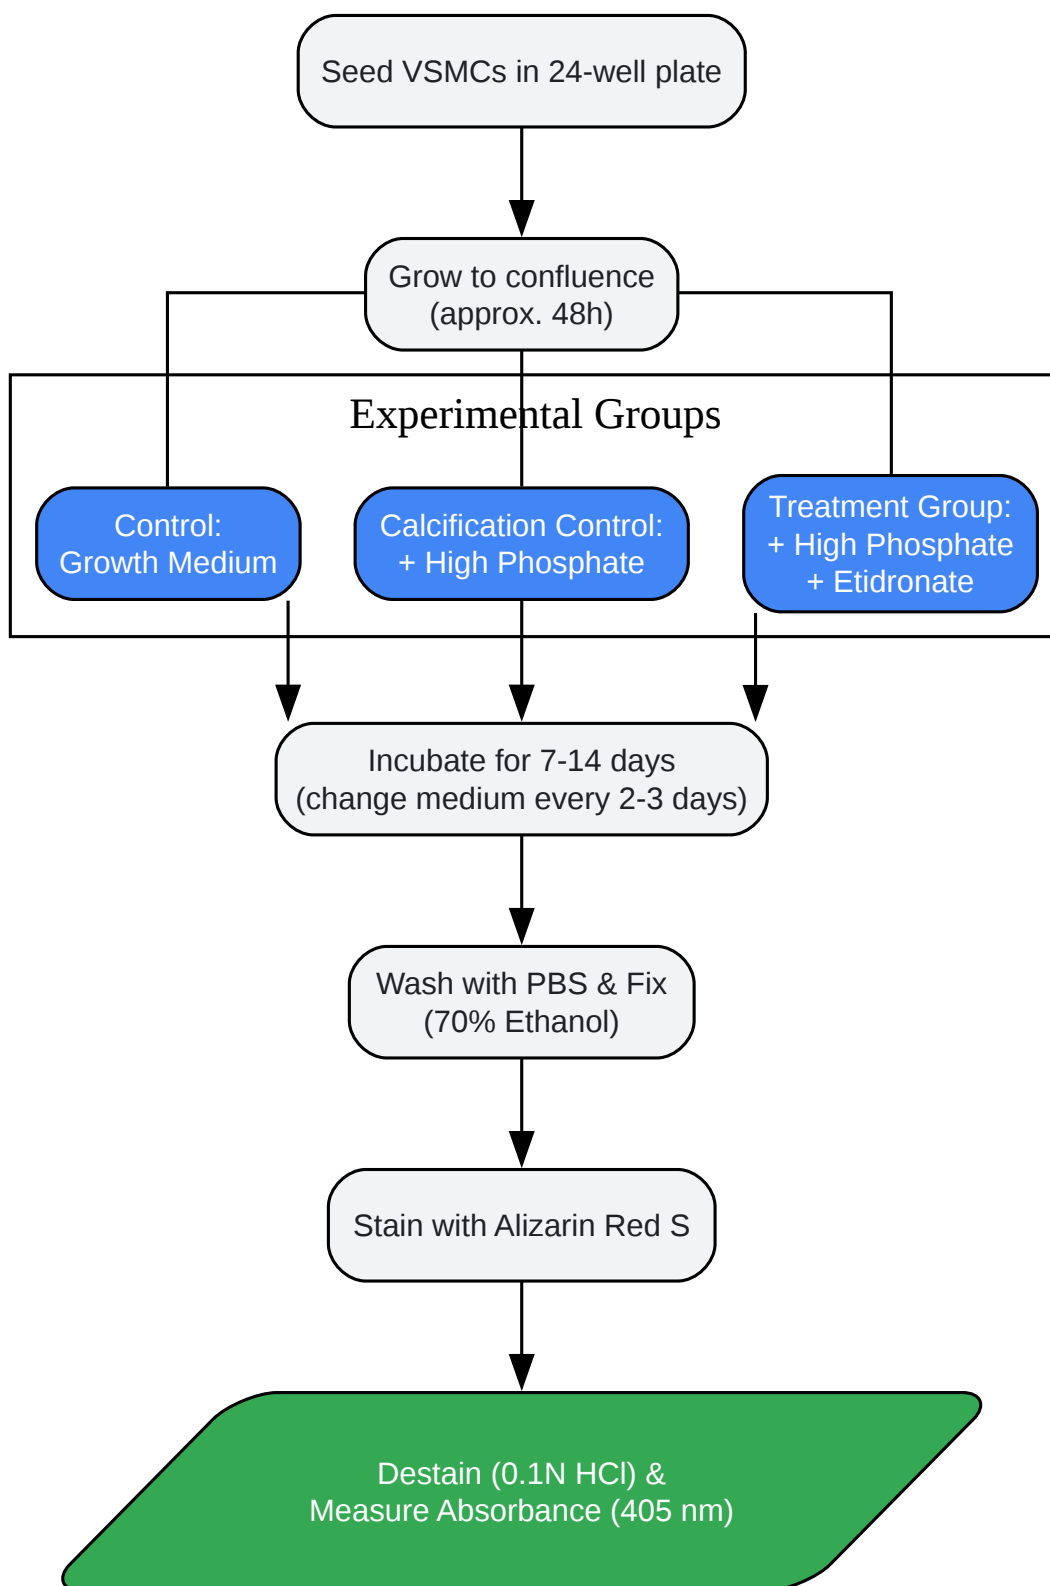 Seed VSMCs in 24-well plate
Grow to confluence
(approx. 48h)
Experimental Groups
Control:
Growth Medium
Calcification Control:
+ High Phosphate
Treatment Group:
+ High Phosphate
+ Etidronate
Incubate for 7-14 days
(change medium every 2-3 days)
Wash with PBS & Fix
(70% Ethanol)
Stain with Alizarin Red S
Destain (0.1N HCl) &
Measure Absorbance (405 nm)